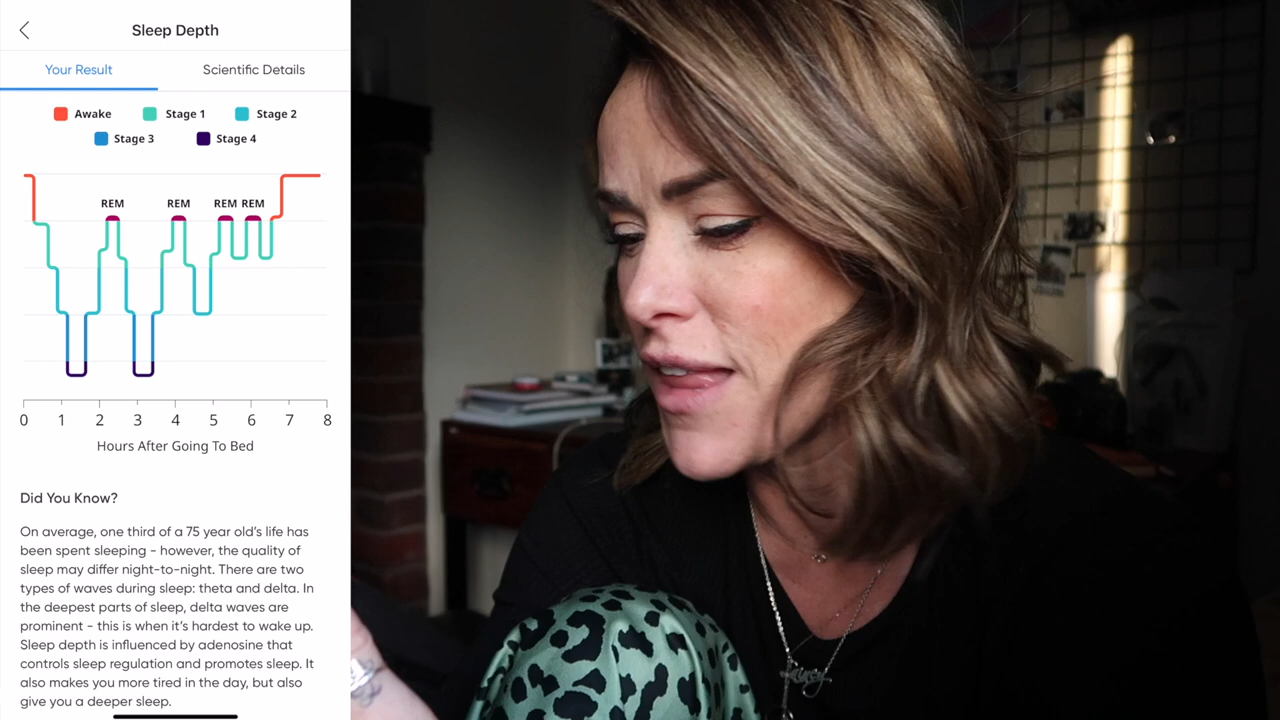 Sleep Depth
Your Result
Scientific Details
Awake
Stage 1
Stage 2
Stage 3
Stage 4
REM
REM
REM
REM
0 1 2 3 4 5 6 7 8
Hours After Going To Bed
Did You Know?
On average, one third of a 75 year old's life has
been spent sleeping - however, the quality of
sleep may differ night-to-night. There are two
types of waves during sleep: theta and delta. In
the deepest parts of sleep, delta waves are
prominent - this is when it's hardest to wake up.
Sleep depth is influenced by adenosine that
controls sleep regulation and promotes sleep. It
also makes you more tired in the day, but also
give you a deeper sleep.